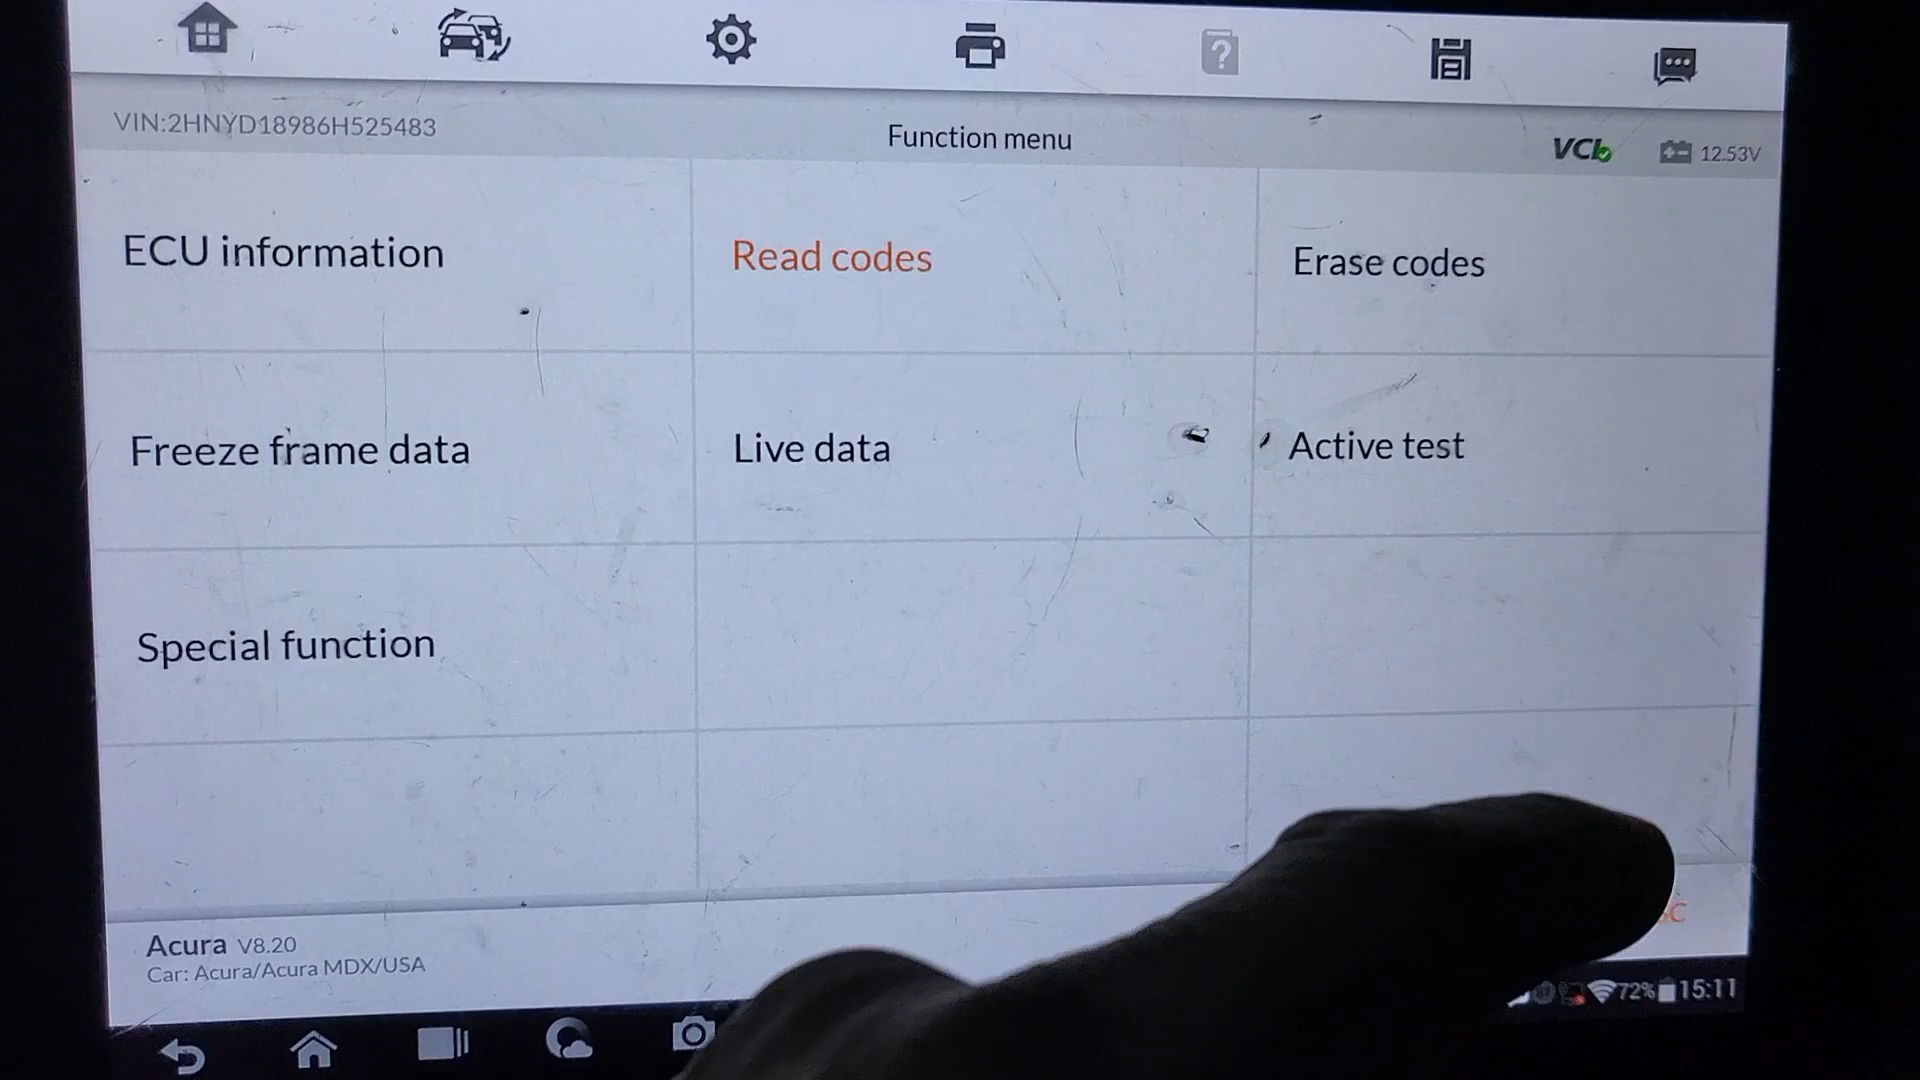 VIN:2HNYD18986H525483
Function menu
VCI
12.53V
ECU information
Read codes
Erase codes
Freeze frame data
Live data
Active test
Special function
Acura V8.20
Car: Acura/Acura MDX/USA
72%
15:11